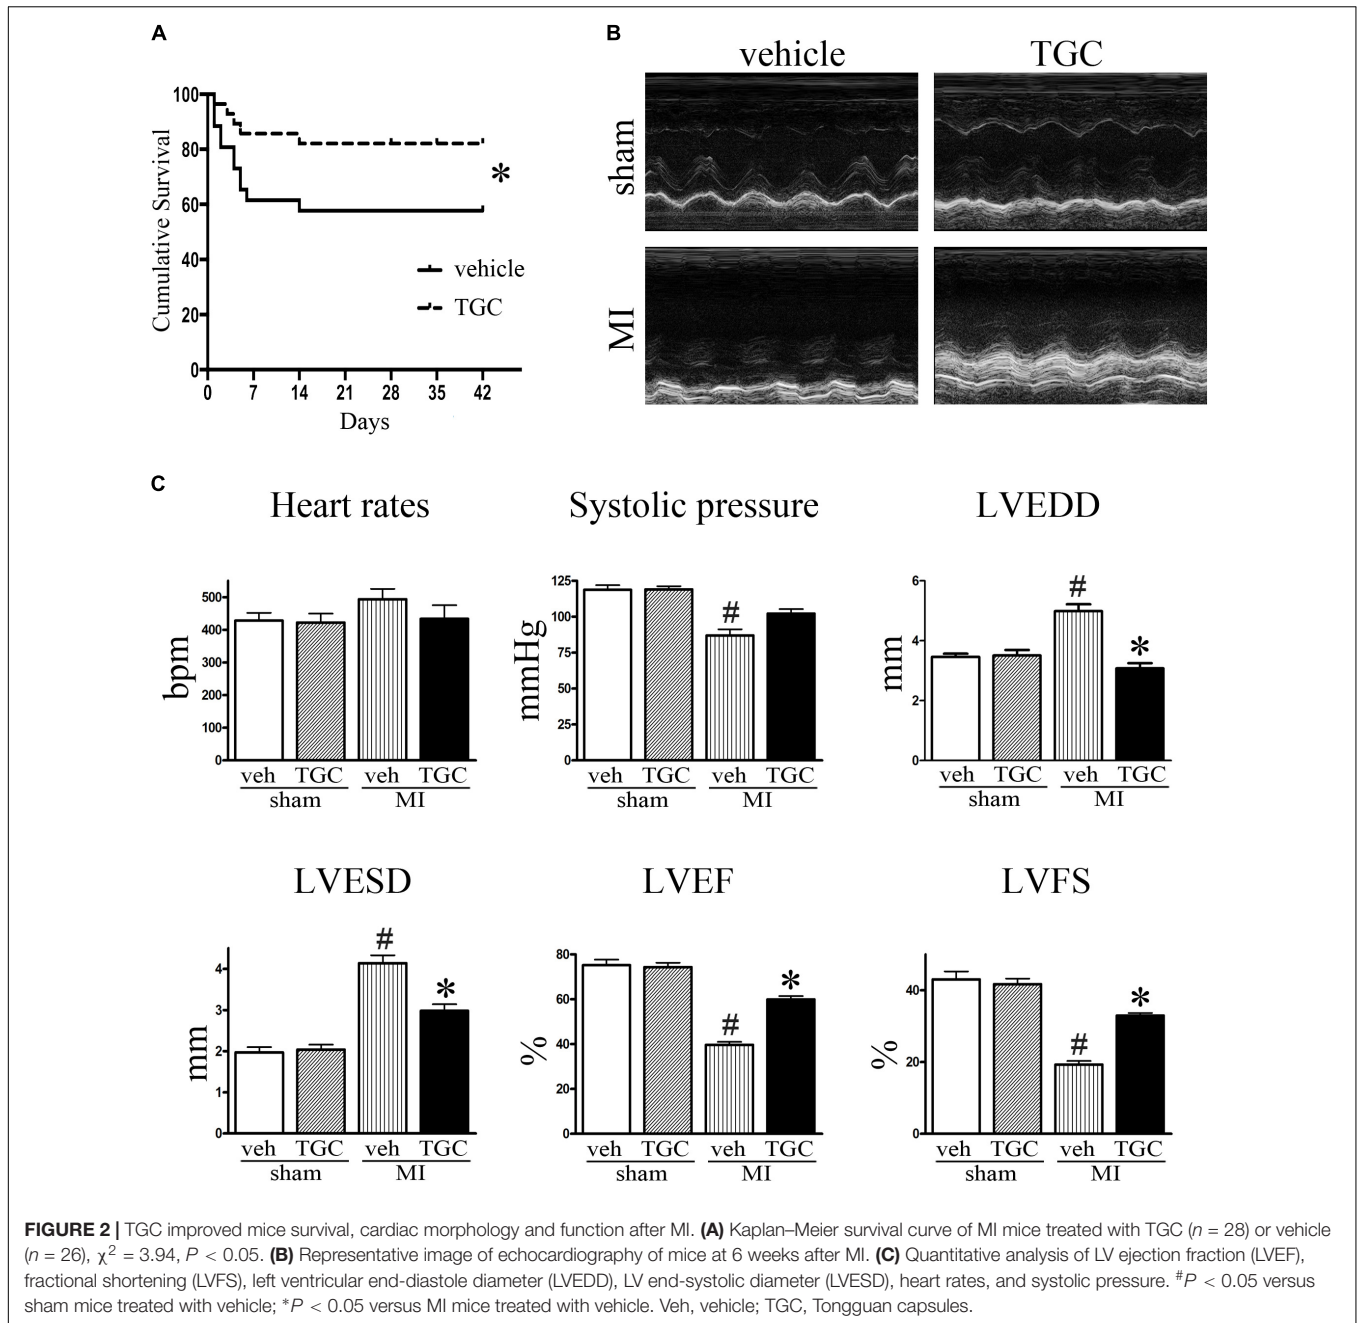 A
100
80
60
40
20
0
Cumulative Survival
0 7 14 21 28 35 42
Days
vehicle
TGC
*
B
vehicle TGC
sham
MI
C
Heart rates
bpm
500
400
300
200
100
0
veh TGC veh TGC
sham MI
Systolic pressure
mmHg
125
100
75
50
25
0
#
veh TGC veh TGC
sham MI
LVEDD
mm
6
4
2
0
# *
veh TGC veh TGC
sham MI
LVESD
mm
4
3
2
1
0
# *
veh TGC veh TGC
sham MI
LVEF
%
80
60
40
20
0
# *
veh TGC veh TGC
sham MI
LVFS
%
40
20
0
# *
veh TGC veh TGC
sham MI
FIGURE 2 | TGC improved mice survival, cardiac morphology and function after MI. (A) Kaplan–Meier survival curve of MI mice treated with TGC (n = 28) or vehicle
(n = 26), χ² = 3.94, P < 0.05. (B) Representative image of echocardiography of mice at 6 weeks after MI. (C) Quantitative analysis of LV ejection fraction (LVEF),
fractional shortening (LVFS), left ventricular end-diastole diameter (LVEDD), LV end-systolic diameter (LVESD), heart rates, and systolic pressure. #P < 0.05 versus
sham mice treated with vehicle; *P < 0.05 versus MI mice treated with vehicle. Veh, vehicle; TGC, Tongguan capsules.